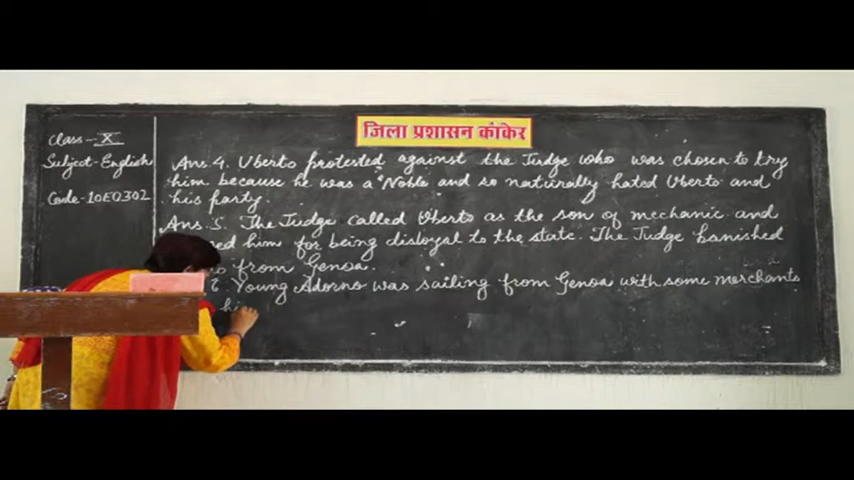 जिला प्रशासन कांकेर
Class - X
Subject - English
Code - 10E0302
Ans. 4. Uberto protested against the Judge who was chosen to try
him because he was a Noble and so naturally hated Uberto and
his party.
Ans. 5. The Judge called Uberto as the son of mechanic and
him for being disloyal to the state. The Judge banished
from Genoa.
6. Young Adorno was sailing from Genoa with some merchants